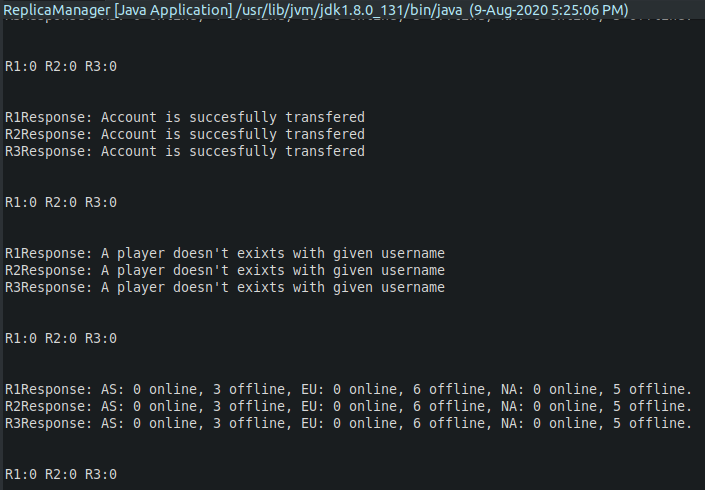 ReplicaManager [Java Application] /usr/lib/jvm/jdk1.8.0_131/bin/java (9-Aug-2020 5:25:06 PM)
R1:0 R2:0 R3:0
R1Response: Account is succesfully transfered
R2Response: Account is succesfully transfered
R3Response: Account is succesfully transfered
R1:0 R2:0 R3:0
R1Response: A player doesn't exixts with given username
R2Response: A player doesn't exixts with given username
R3Response: A player doesn't exixts with given username
R1:0 R2:0 R3:0
R1Response: AS: 0 online, 3 offline, EU: 0 online, 6 offline, NA: 0 online, 5 offline.
R2Response: AS: 0 online, 3 offline, EU: 0 online, 6 offline, NA: 0 online, 5 offline.
R3Response: AS: 0 online, 3 offline, EU: 0 online, 6 offline, NA: 0 online, 5 offline.
R1:0 R2:0 R3:0